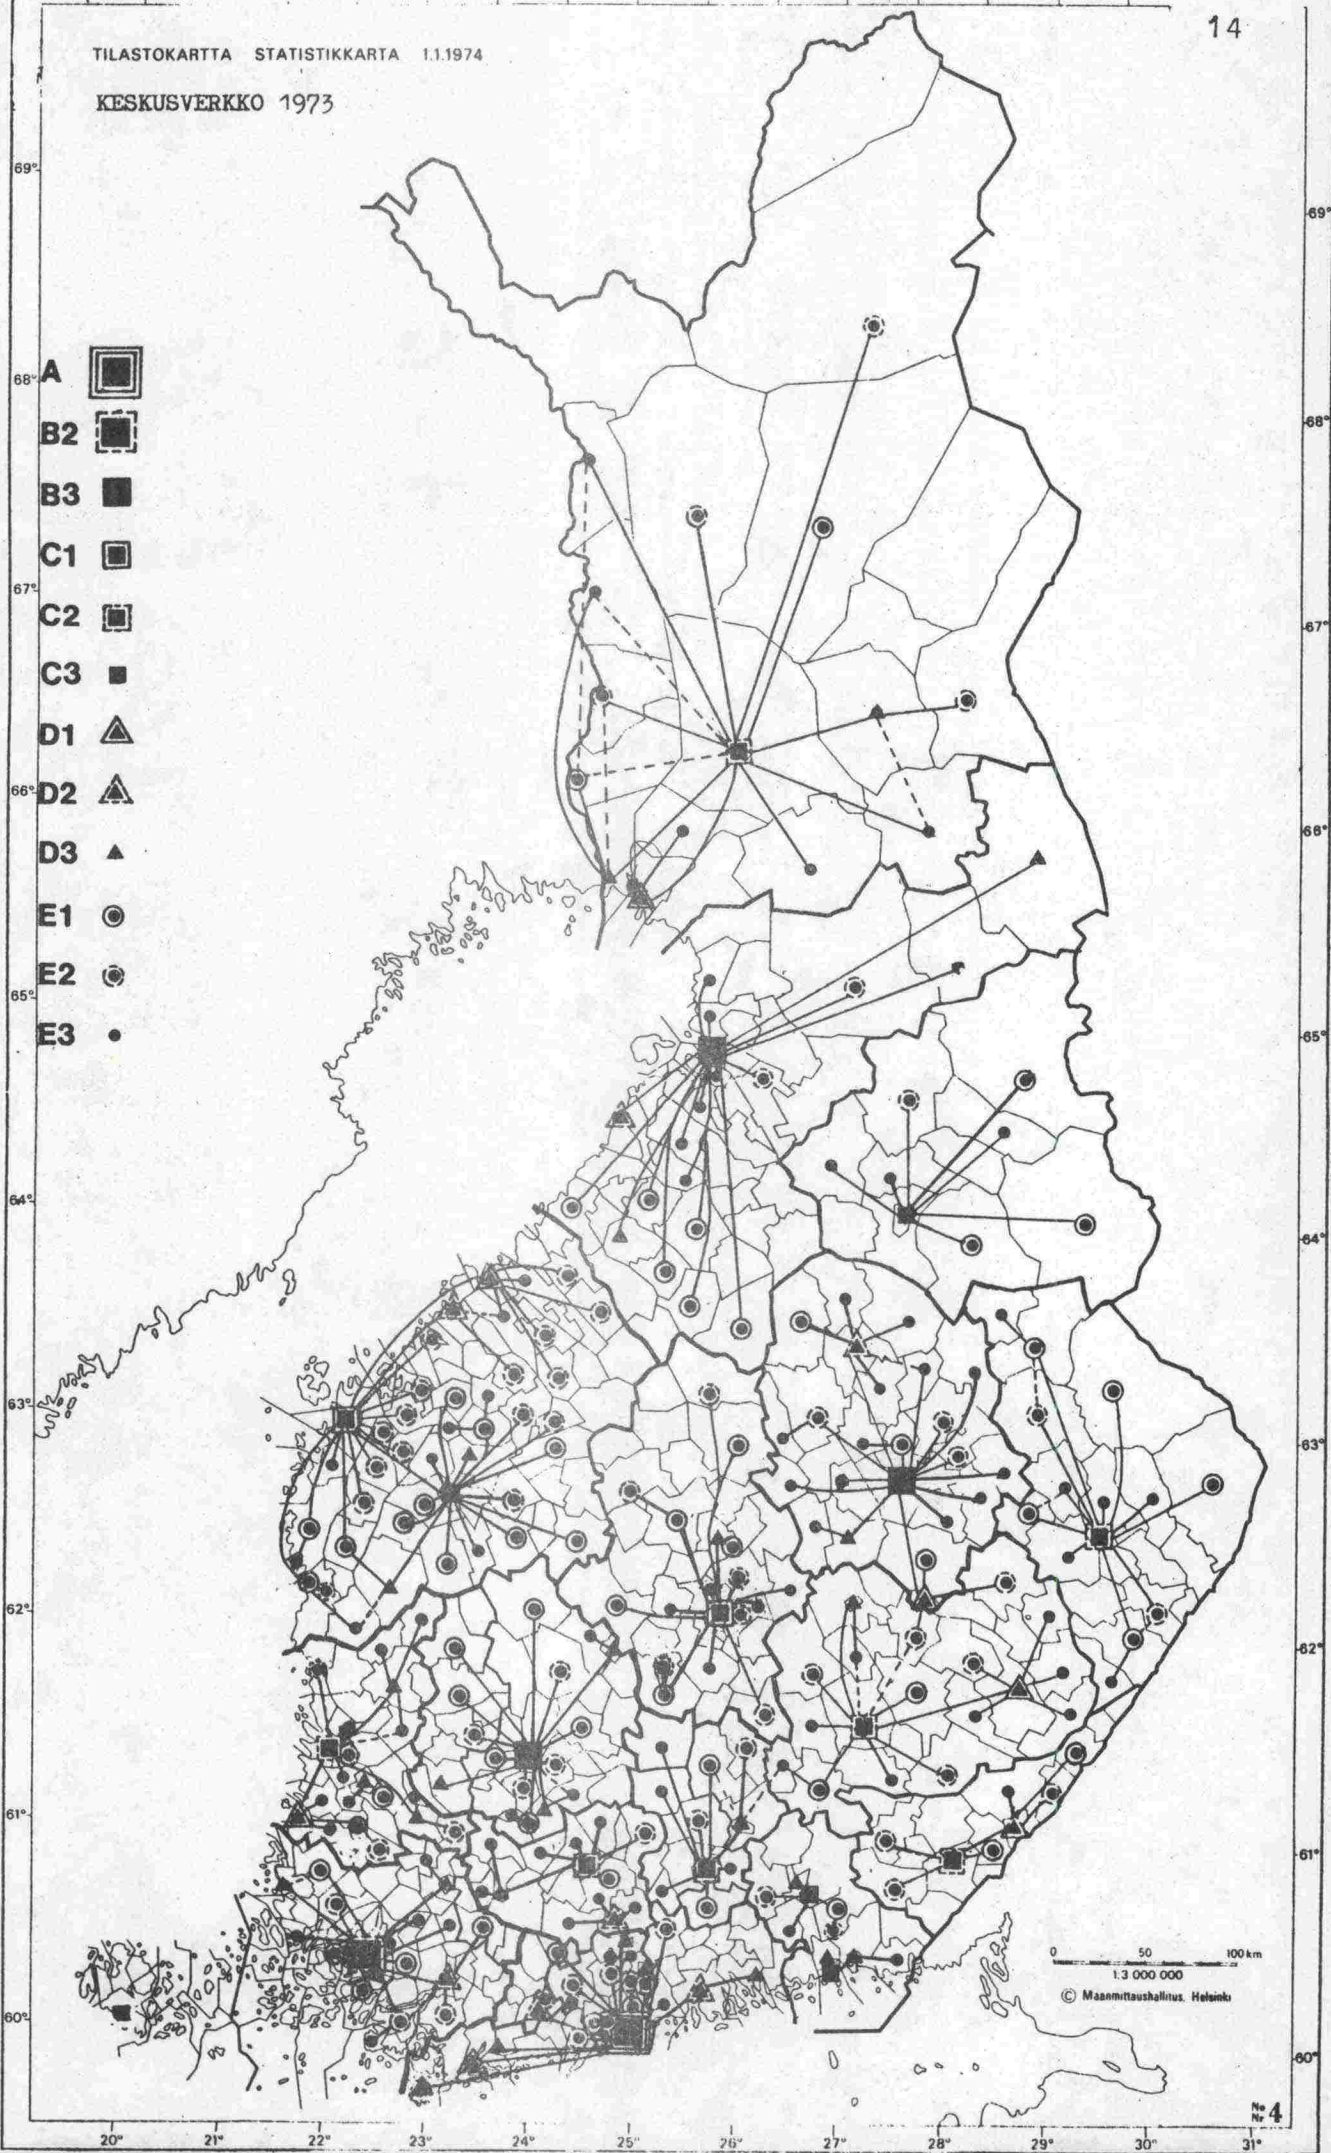 14
TILASTOKARTTA STATISTIKKARTA 1.1.1974
KESKUSVERKKO 1973
69°
69°
68°
A
68°
B2
B3
C1
67°
C2
67°
C3
D1
66°
D2
66°
D3
E1
E2
65°
E3
65°
64°
64°
63°
63°
62°
62°
61°
61°
0 50 100 km
1:3 000 000
© Maanmittaushallitus, Helsinki
60°
60°
No
Nr 4
20° 21° 22° 23° 24° 25° 26° 27° 28° 29° 30° 31°